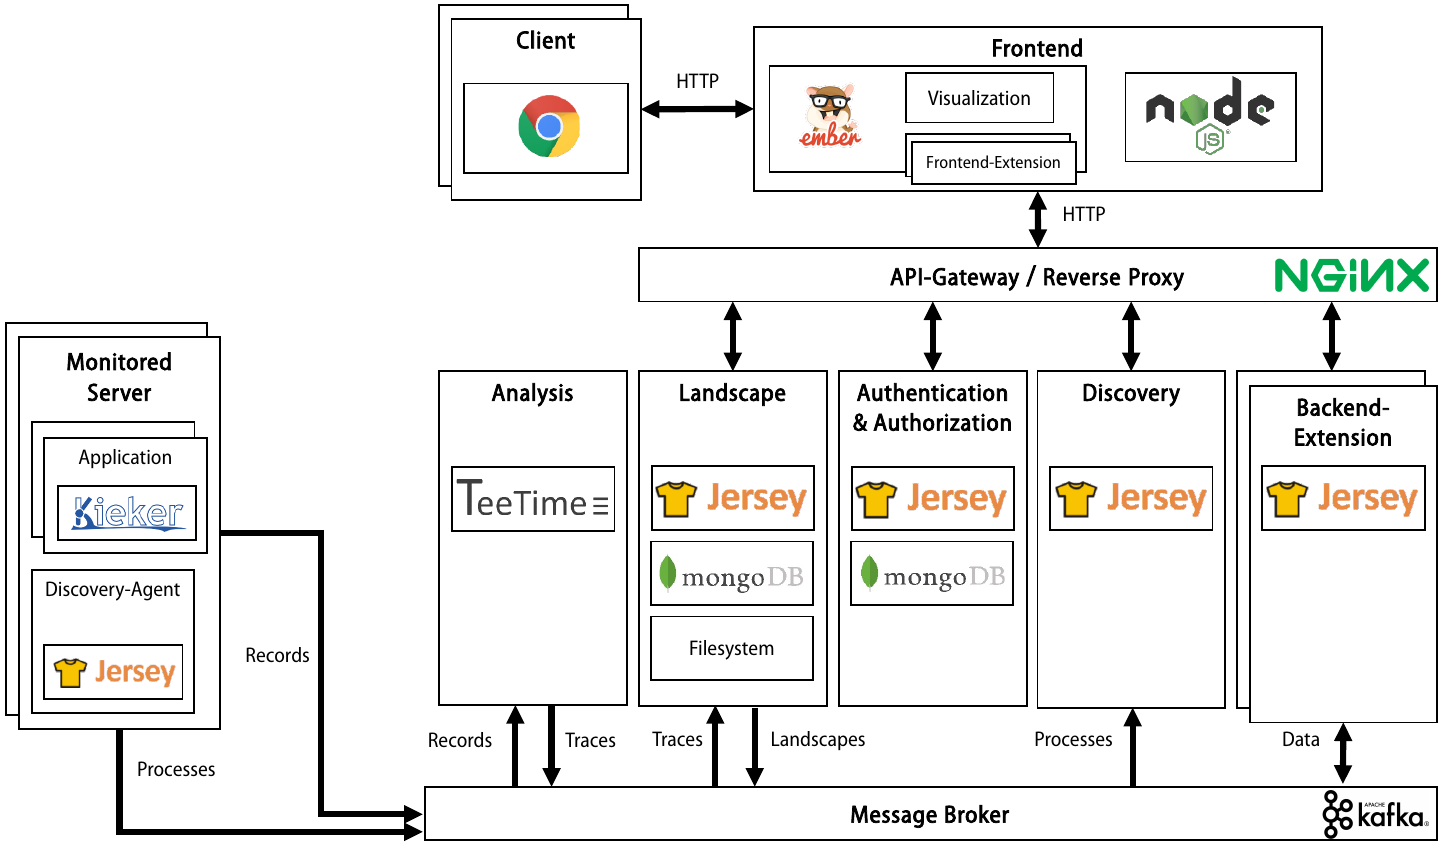 Client
HTTP
Frontend
ember
Visualization
Frontend-Extension
node
JS
HTTP
API-Gateway / Reverse Proxy
NGINX
Monitored
Server
Application
Kieker
Discovery-Agent
Jersey
Records
Processes
Analysis
TeeTime
Landscape
Jersey
mongoDB
Filesystem
Authentication
& Authorization
Jersey
mongoDB
Discovery
Jersey
Backend-
Extension
Jersey
Records
Traces
Traces
Landscapes
Processes
Data
Message Broker
APACHE
kafka